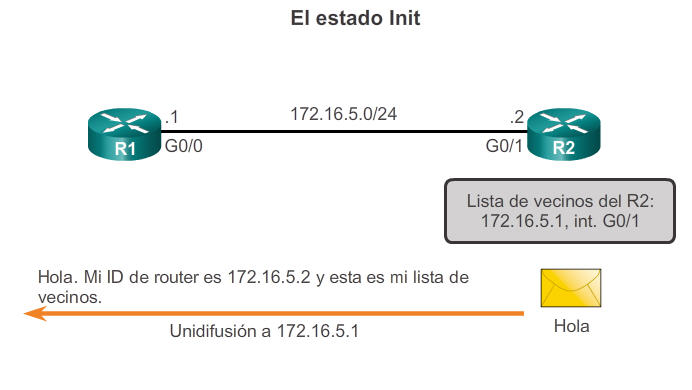 El estado Init
172.16.5.0/24
.1
.2
G0/0
G0/1
R1
R2
Lista de vecinos del R2:
172.16.5.1, int. G0/1
Hola. Mi ID de router es 172.16.5.2 y esta es mi lista de
vecinos.
Unidifusión a 172.16.5.1
Hola